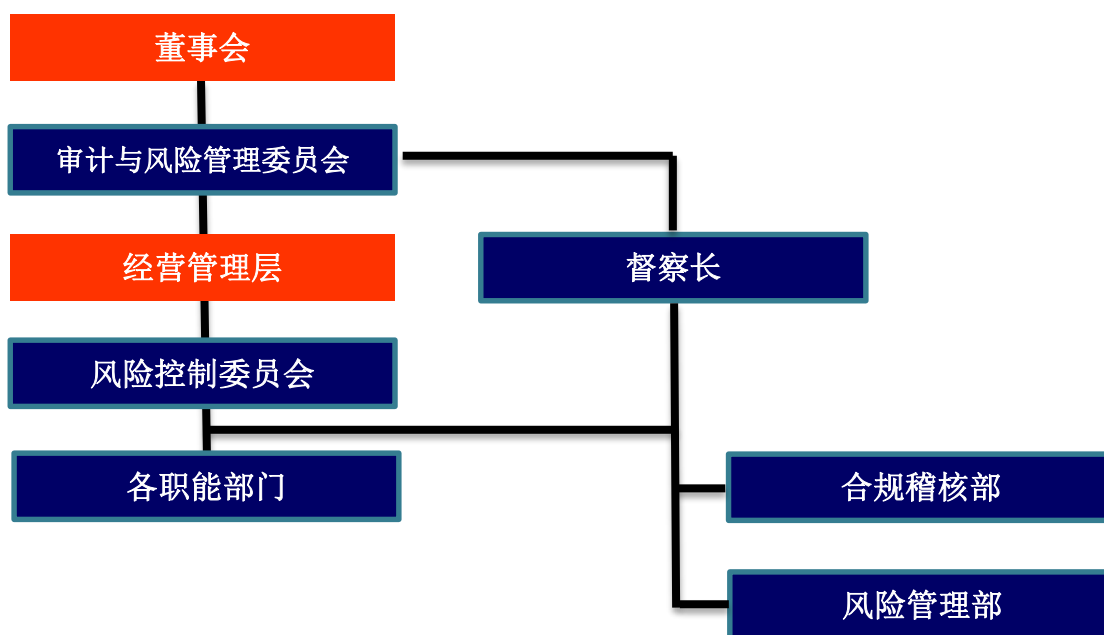 董事会
审计与风险管理委员会
经营管理层
督察长
风险控制委员会
各职能部门
合规稽核部
风险管理部